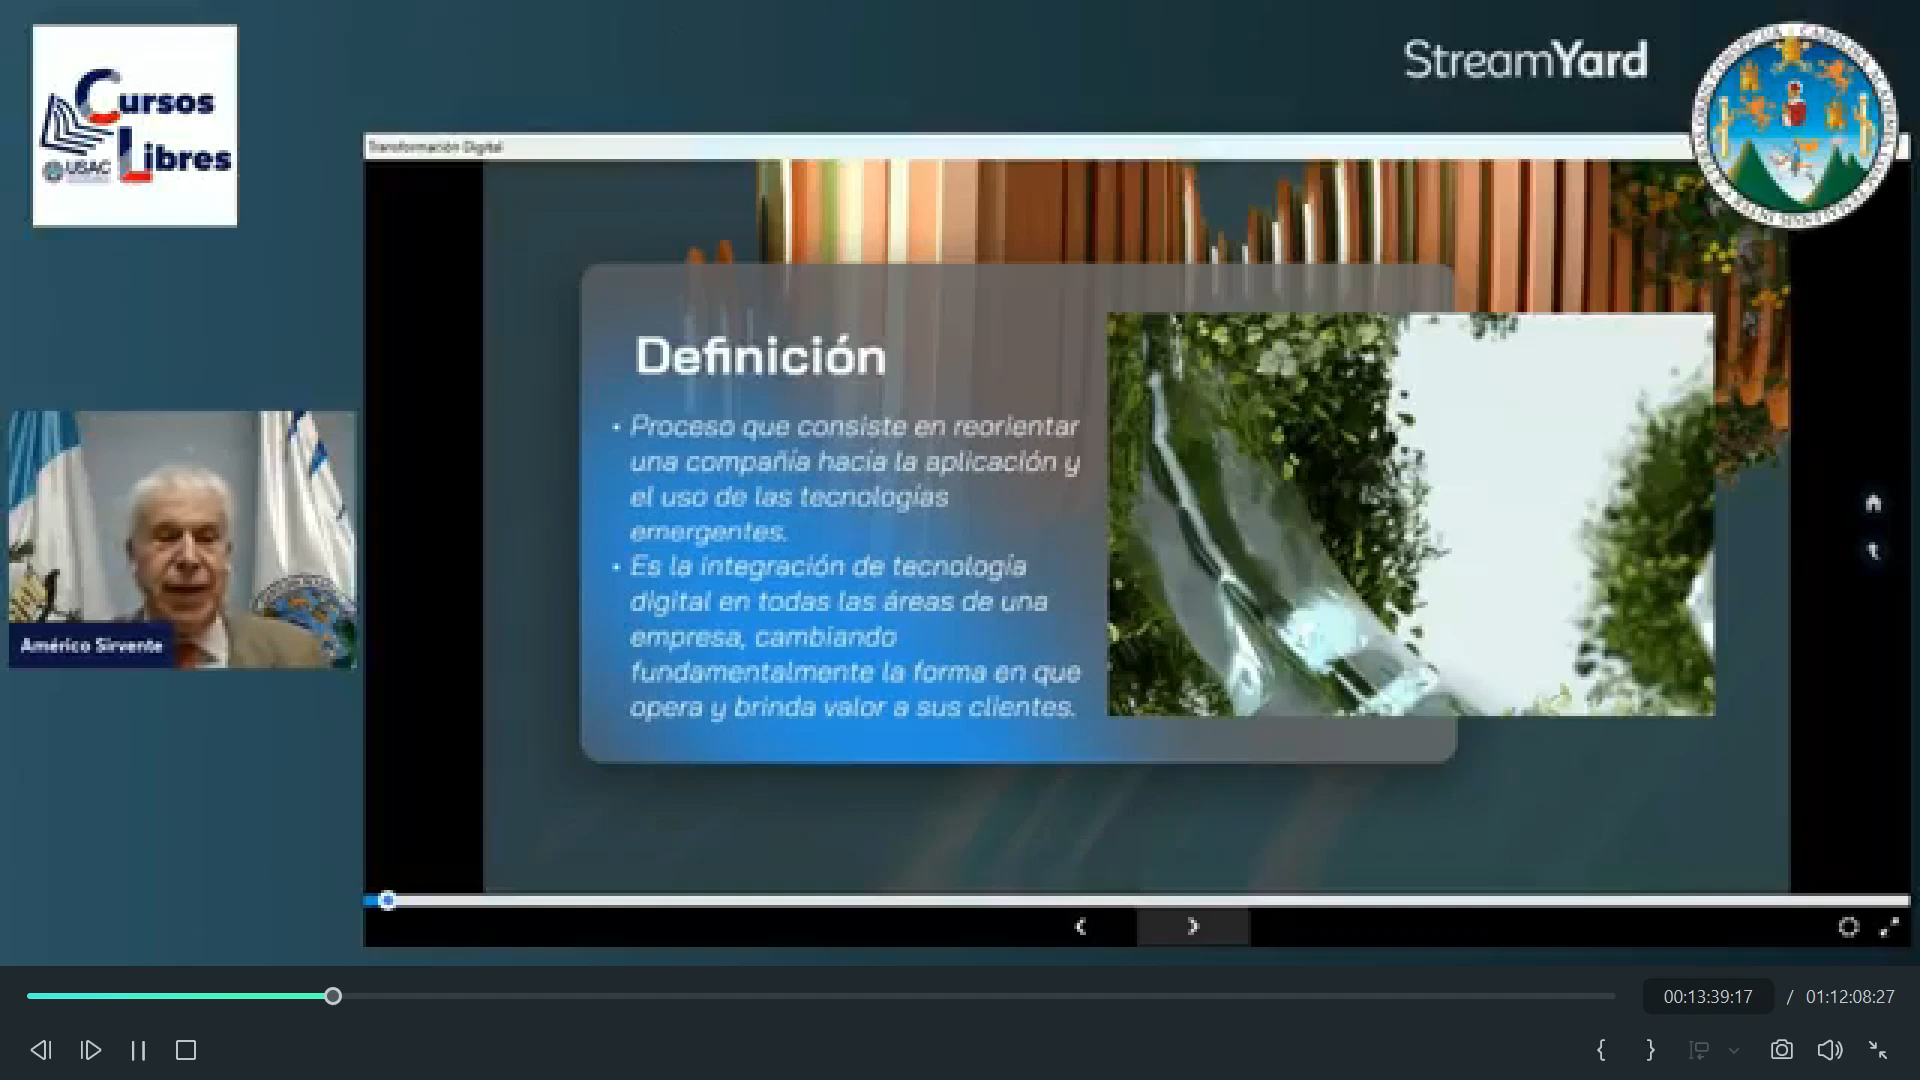 Cursos
Libres
USAC
StreamYard
Transformación Digital
Definición
• Proceso que consiste en reorientar
una compañía hacia la aplicación y
el uso de las tecnologías
emergentes.
• Es la integración de tecnología
digital en todas las áreas de una
empresa, cambiando
fundamentalmente la forma en que
opera y brinda valor a sus clientes.
Américo Sirvente
00:13:39:17 / 01:12:08:27